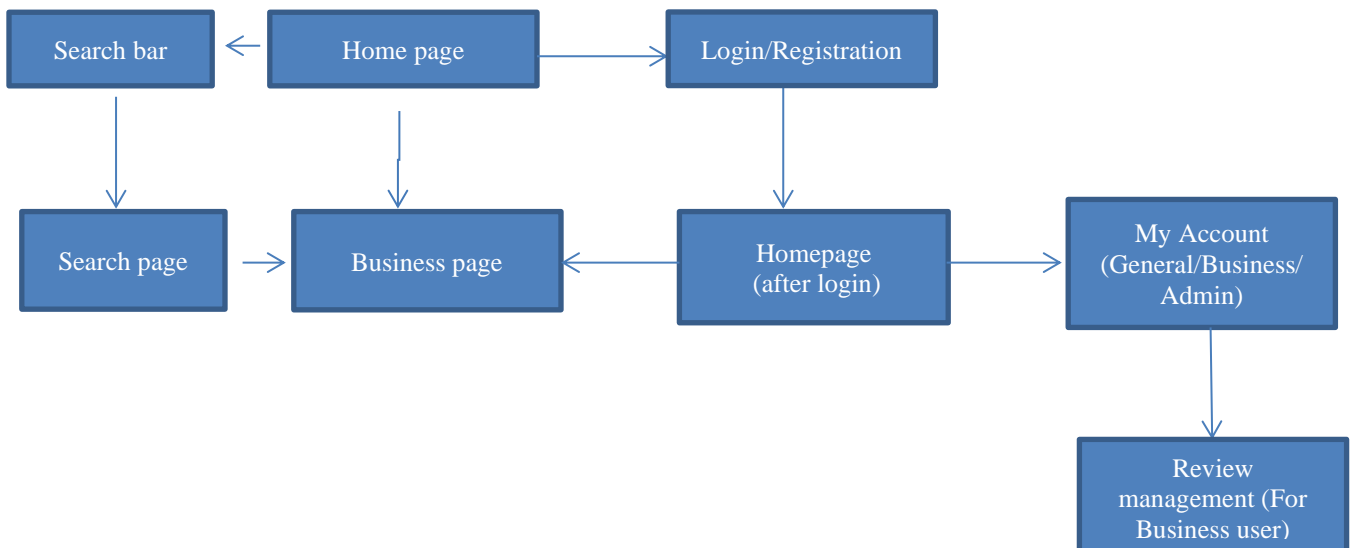 Search bar
Home page
Login/Registration
Search page
Business page
Homepage
(after login)
My Account
(General/Business/
Admin)
Review
management (For
Business user)